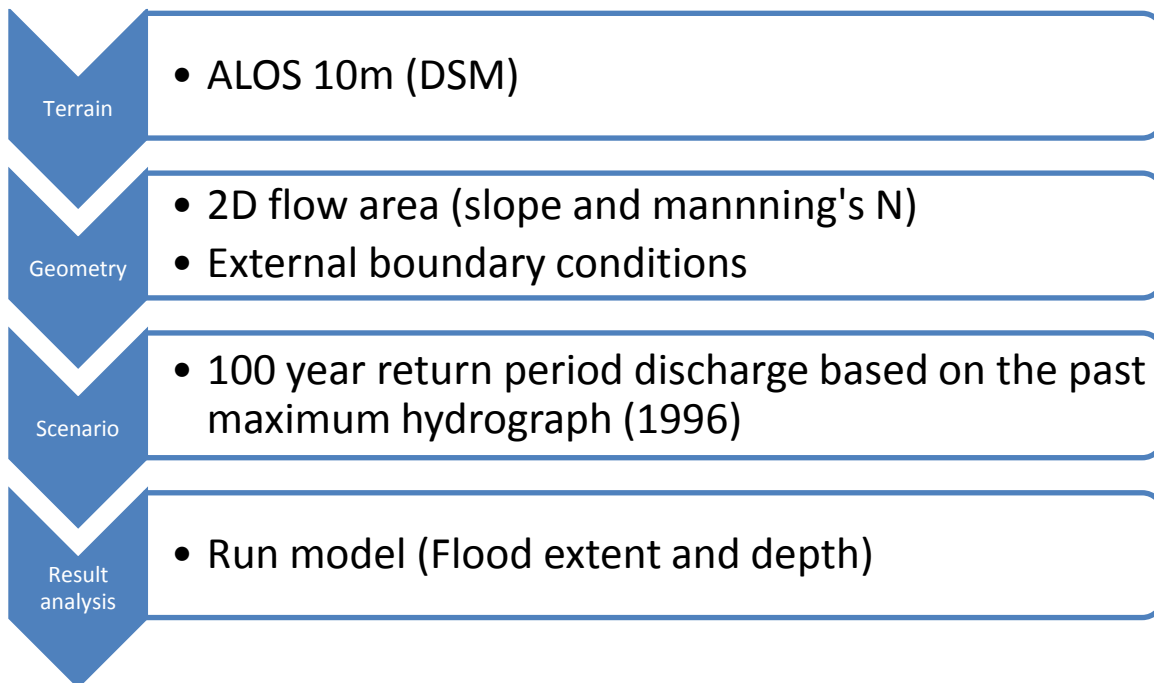 Terrain
• ALOS 10m (DSM)
Geometry
• 2D flow area (slope and mannning's N)
• External boundary conditions
Scenario
• 100 year return period discharge based on the past
maximum hydrograph (1996)
Result
analysis
• Run model (Flood extent and depth)